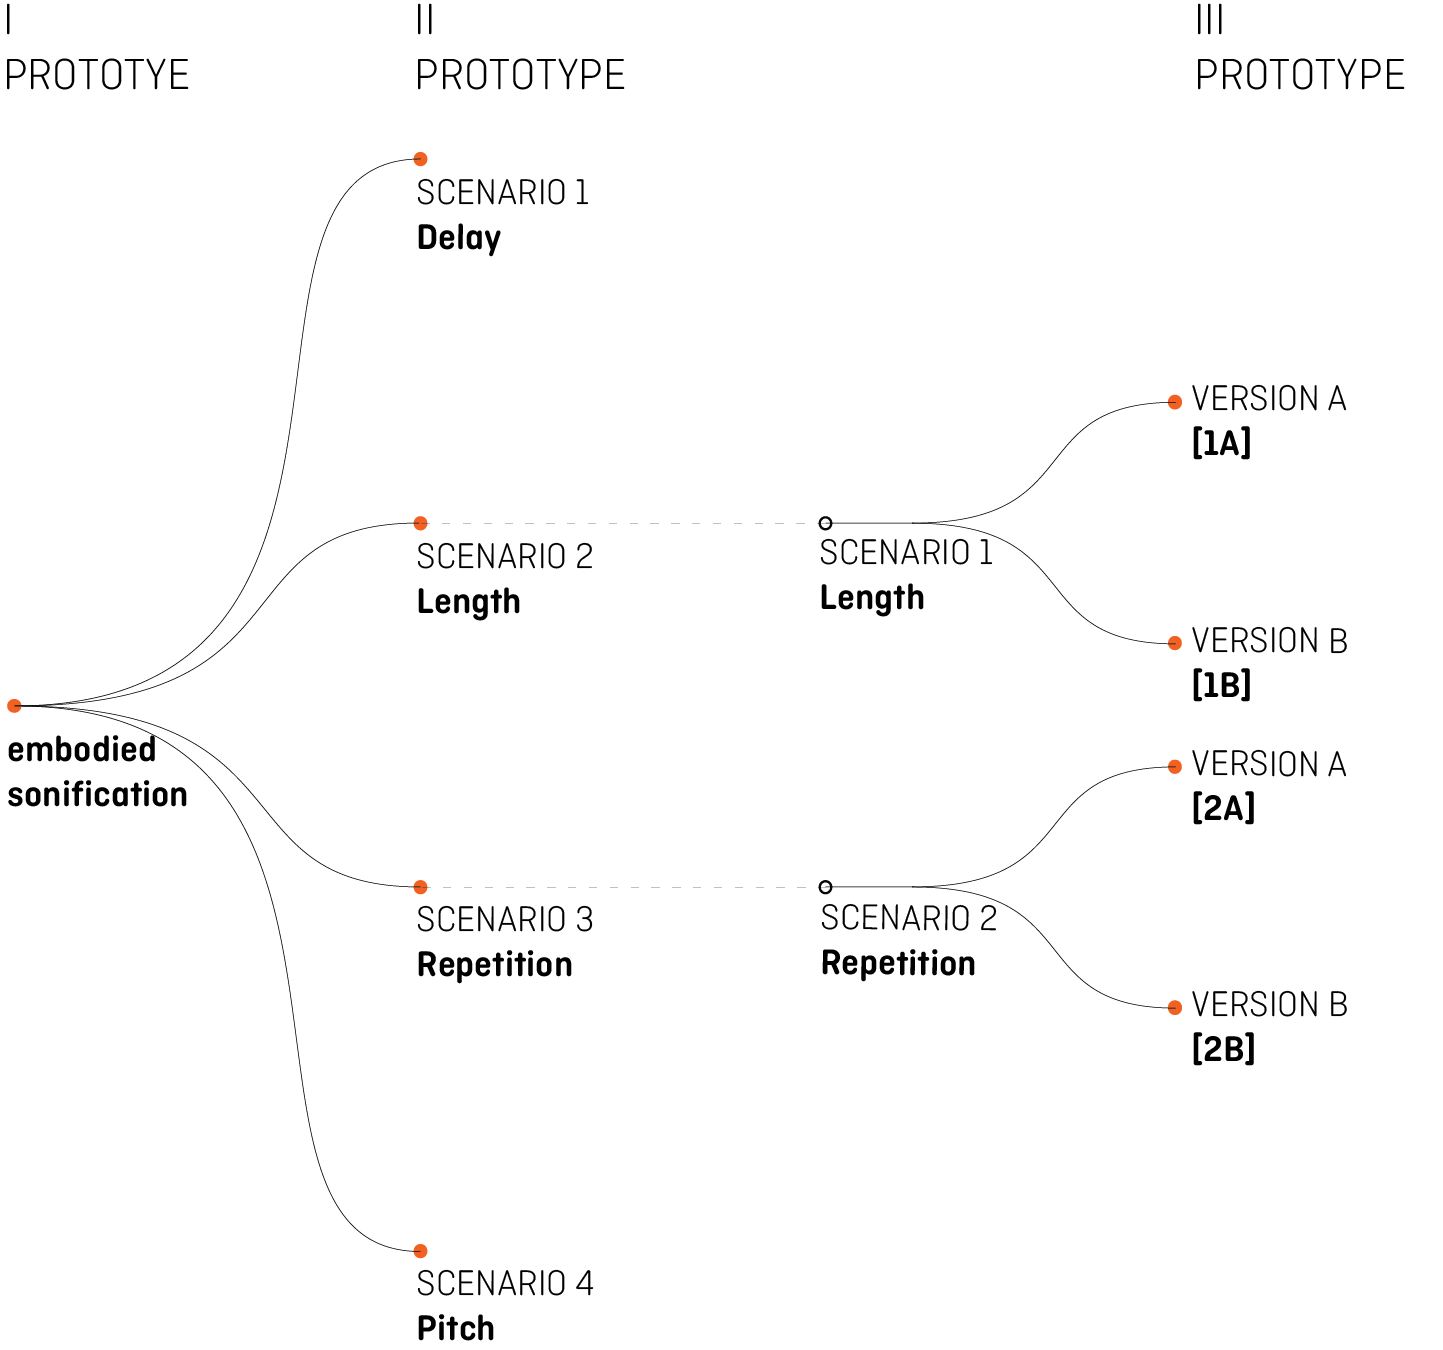 I
PROTOTYE
II
PROTOTYPE
III
PROTOTYPE
SCENARIO 1
Delay
VERSION A
[1A]
SCENARIO 2
Length
SCENARIO 1
Length
VERSION B
[1B]
embodied
sonification
VERSION A
[2A]
SCENARIO 3
Repetition
SCENARIO 2
Repetition
VERSION B
[2B]
SCENARIO 4
Pitch